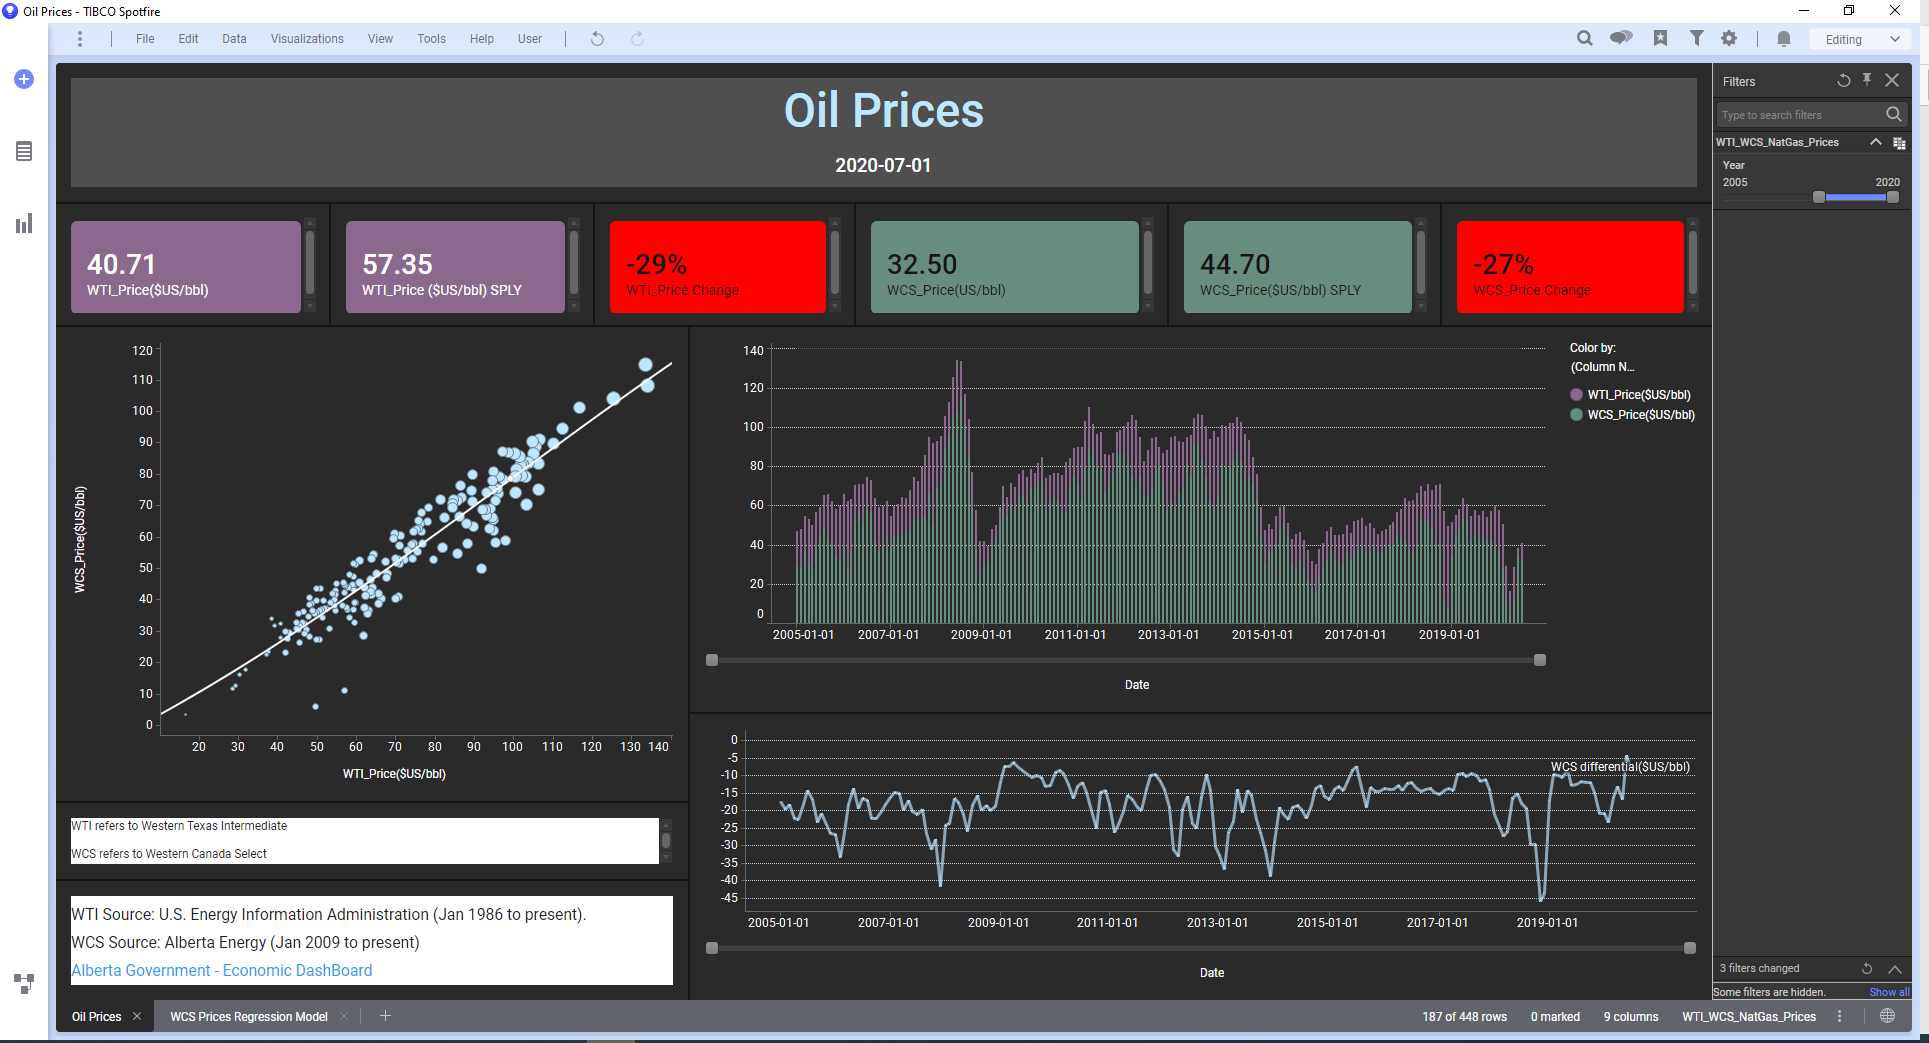 Oil Prices - TIBCO Spotfire
File Edit Data Visualizations View Tools Help User
Editing
Oil Prices
2020-07-01
40.71
WTI_Price($US/bbl)
57.35
WTI_Price ($US/bbl) SPLY
-29%
WTI_Price Change
32.50
WCS_Price(US/bbl)
44.70
WCS_Price($US/bbl) SPLY
-27%
WCS_Price Change
WCS_Price($US/bbl)
120
110
100
90
80
70
60
50
40
30
20
10
0
20 30 40 50 60 70 80 90 100 110 120 130 140
WTI_Price($US/bbl)
140
120
100
80
60
40
20
0
2005-01-01 2007-01-01 2009-01-01 2011-01-01 2013-01-01 2015-01-01 2017-01-01 2019-01-01
Date
Color by:
(Column N...
WTI_Price($US/bbl)
WCS_Price($US/bbl)
0
-5
-10
-15
-20
-25
-30
-35
-40
-45
WCS differential($US/bbl)
2005-01-01 2007-01-01 2009-01-01 2011-01-01 2013-01-01 2015-01-01 2017-01-01 2019-01-01
Date
WTI refers to Western Texas Intermediate
WCS refers to Western Canada Select
WTI Source: U.S. Energy Information Administration (Jan 1986 to present).
WCS Source: Alberta Energy (Jan 2009 to present)
Alberta Government - Economic DashBoard
Filters
Type to search filters
WTI_WCS_NatGas_Prices
Year
2005 2020
3 filters changed
Some filters are hidden. Show all
Oil Prices WCS Prices Regression Model
187 of 448 rows 0 marked 9 columns WTI_WCS_NatGas_Prices